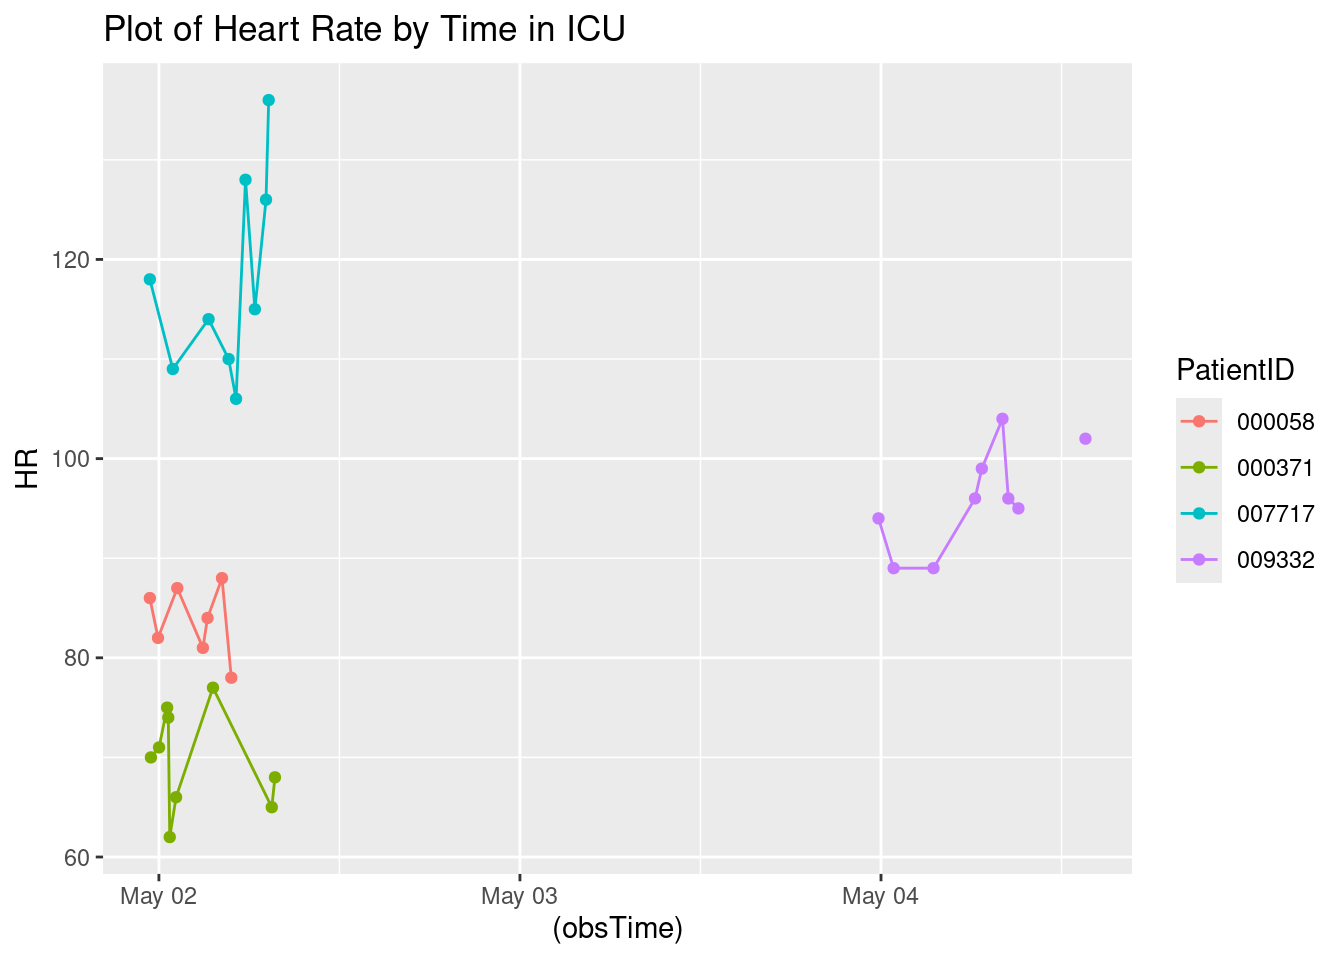 Plot of Heart Rate by Time in ICU
120
100
80
60
HR
May 02
May 03
May 04
(obsTime)
PatientID
000058
000371
007717
009332